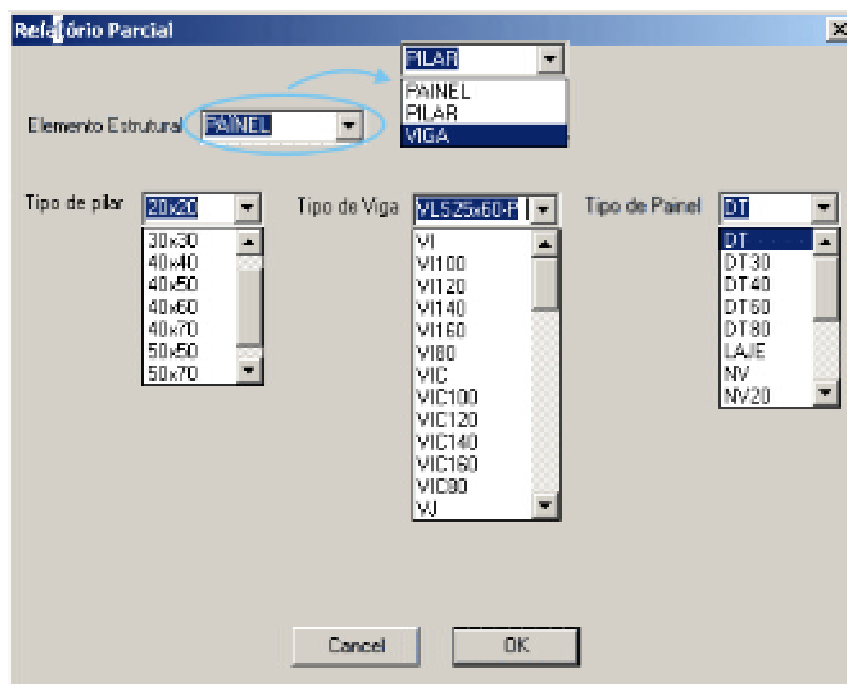 Relatório Parcial
PILAR
PAINEL
PILAR
VIGA
Elemento Estrutural
PAINEL
Tipo de pilar
20x20
30x30
40x40
40x50
40x60
40x70
50x50
50x70
Tipo de Viga
VLS25x60-P
VI
VI100
VI120
VI140
VI160
VI80
VIC
VIC100
VIC120
VIC140
VIC160
VIC80
VJ
Tipo de Painel
DT
DT
DT30
DT40
DT60
DT80
LAJE
NV
NV20
Cancel
OK